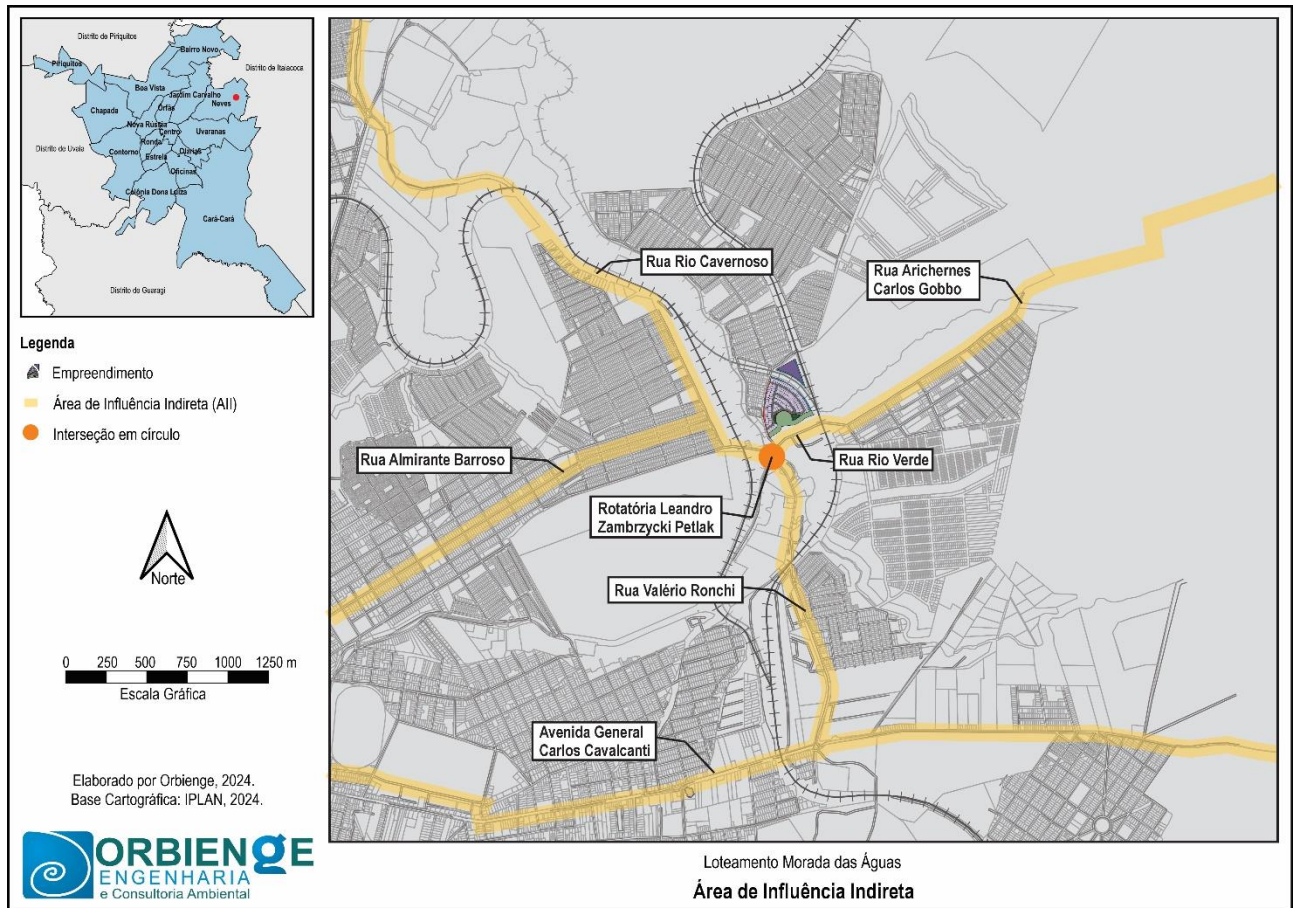 Distrito de Piriquitos
Bairro Novo
Distrito de Itaiacoca
Piriquitos
Boa Vista
Jardim Carvalho
Neves
Chapada
Órfãs
Nova Rússia
Centro
Uvaranas
Ronda
Distrito de Uvaia
Contorno
Estrela
Olarias
Oficinas
Colônia Dona Luiza
Cará-Cará
Distrito de Guaragi
Legenda
Empreendimento
Área de Influência Indireta (AII)
Interseção em círculo
Norte
0 250 500 750 1000 1250 m
Escala Gráfica
Elaborado por Orbienge, 2024.
Base Cartográfica: IPLAN, 2024.
ORBIENGE
ENGENHARIA
e Consultoria Ambiental
Rua Rio Cavernoso
Rua Arichernes
Carlos Gobbo
Rua Almirante Barroso
Rua Rio Verde
Rotatória Leandro
Zambrzycki Petlak
Rua Valério Ronchi
Avenida General
Carlos Cavalcanti
Loteamento Morada das Águas
Área de Influência Indireta